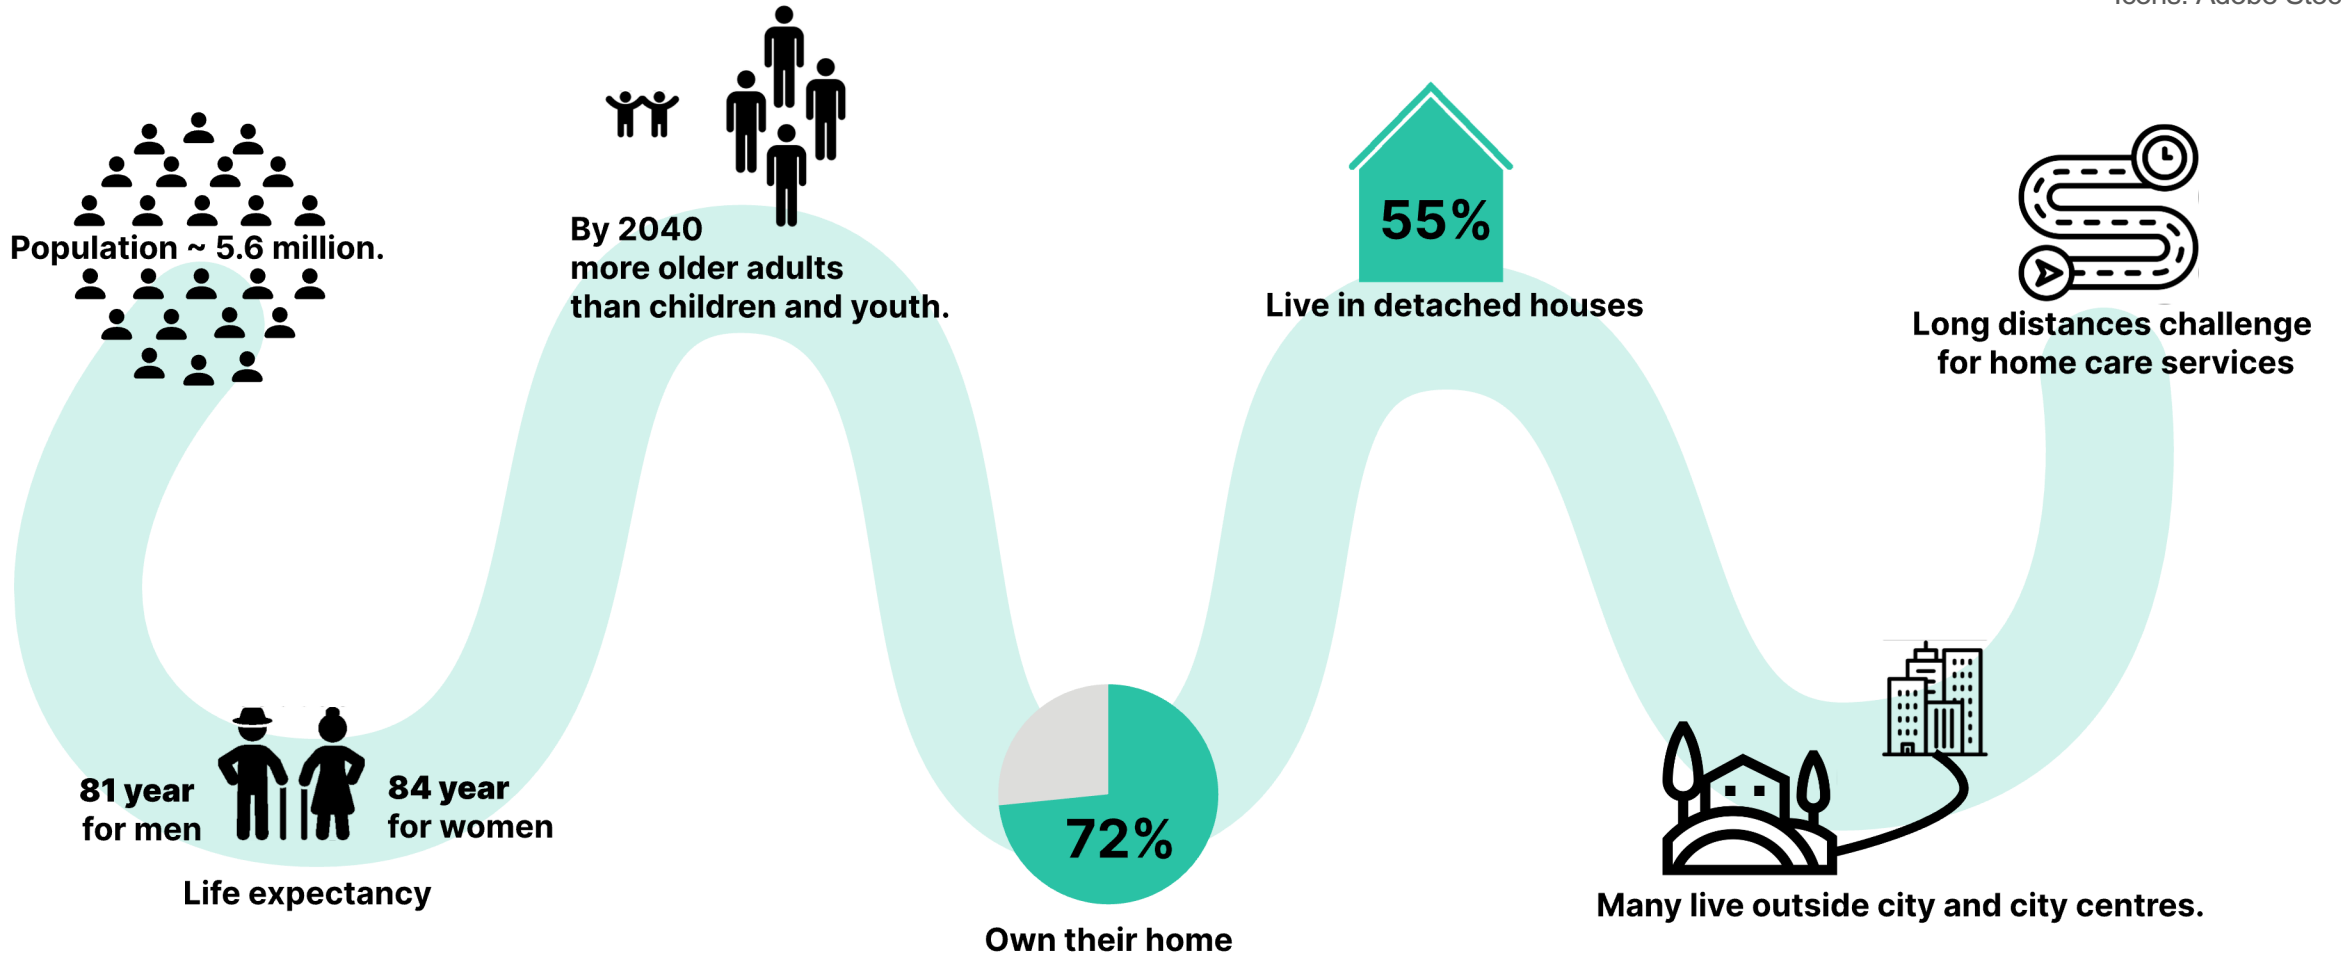 Icons: Adobe
Population ~ 5.6 million.
81 year
for men
84 year
for women
Life expectancy
By 2040
more older adults
than children and youth.
72%
Own their home
55%
Live in detached houses
Many live outside city and city centres.
Long distances challenge
for home care services